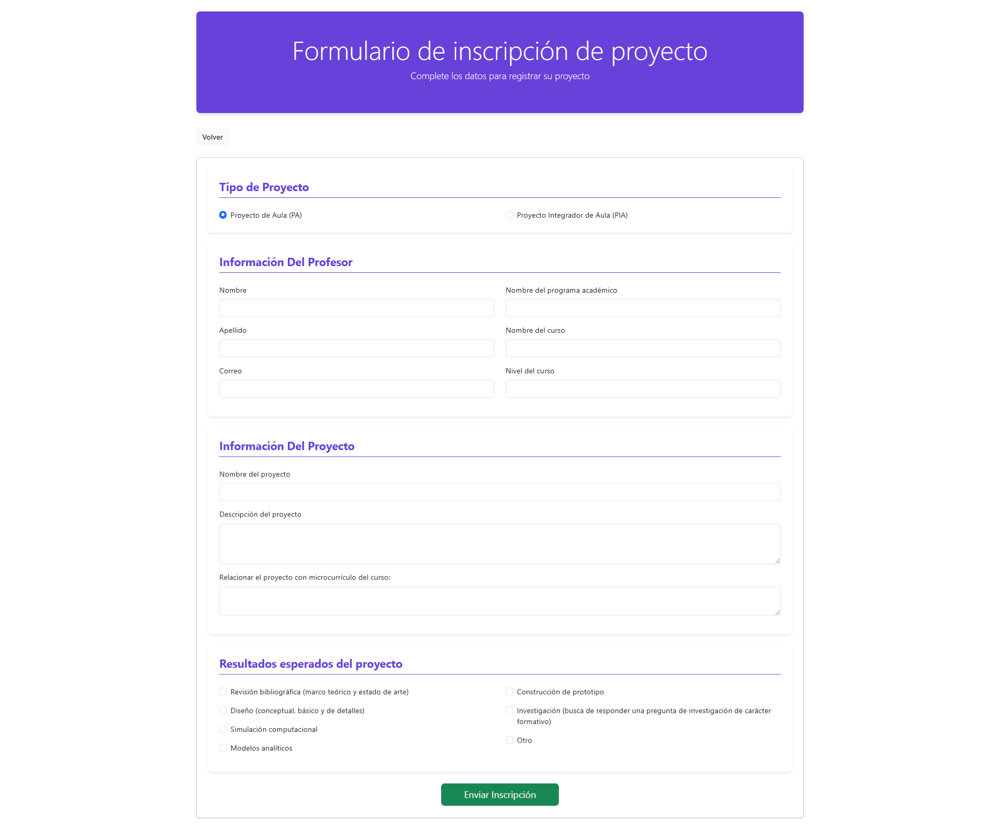 Formulario de inscripción de proyecto
Complete los datos para registrar su proyecto
Volver
Tipo de Proyecto
Proyecto de Aula (PA)
Proyecto Integrador de Aula (PIA)
Información Del Profesor
Nombre
Nombre del programa académico
Apellido
Nombre del curso
Correo
Nivel del curso
Información Del Proyecto
Nombre del proyecto
Descripción del proyecto
Relacionar el proyecto con microcurrículo del curso:
Resultados esperados del proyecto
Revisión bibliográfica (marco teórico y estado de arte)
Diseño (conceptual, básico y de detalles)
Simulación computacional
Modelos analíticos
Construcción de prototipo
Investigación (busca de responder una pregunta de investigación de carácter
formativo)
Otro
Enviar Inscripción